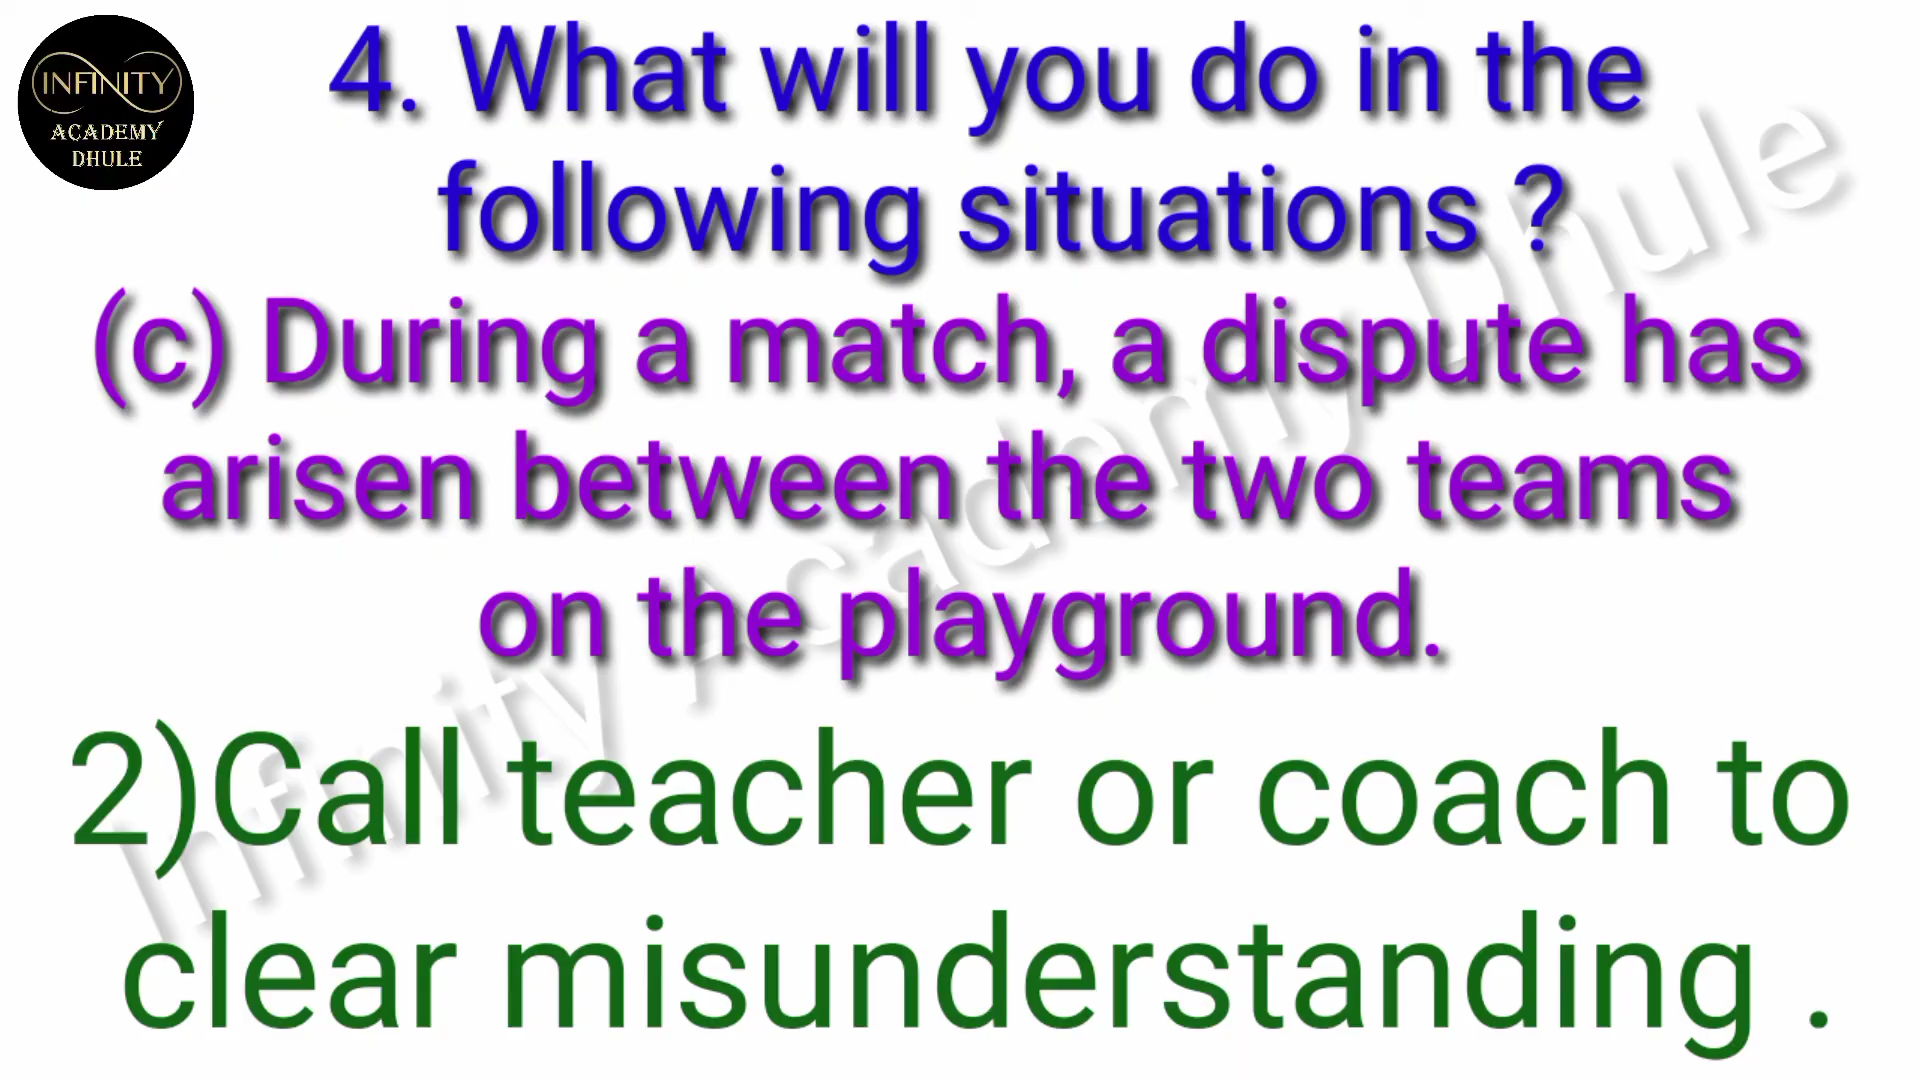 INFINITY
ACADEMY
DHULE
4. What will you do in the
following situations ?
(c) During a match, a dispute has
arisen between the two teams
on the playground.
2)Call teacher or coach to
clear misunderstanding .
Infinity Academy Dhule